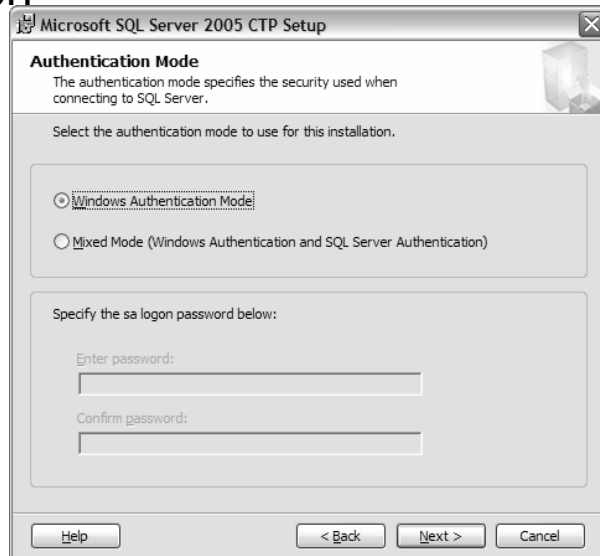 Microsoft SQL Server 2005 CTP Setup
Authentication Mode
The authentication mode specifies the security used when
connecting to SQL Server.
Select the authentication mode to use for this installation.
Windows Authentication Mode
Mixed Mode (Windows Authentication and SQL Server Authentication)
Specify the sa logon password below:
Enter password:
Confirm password:
Help
< Back
Next >
Cancel